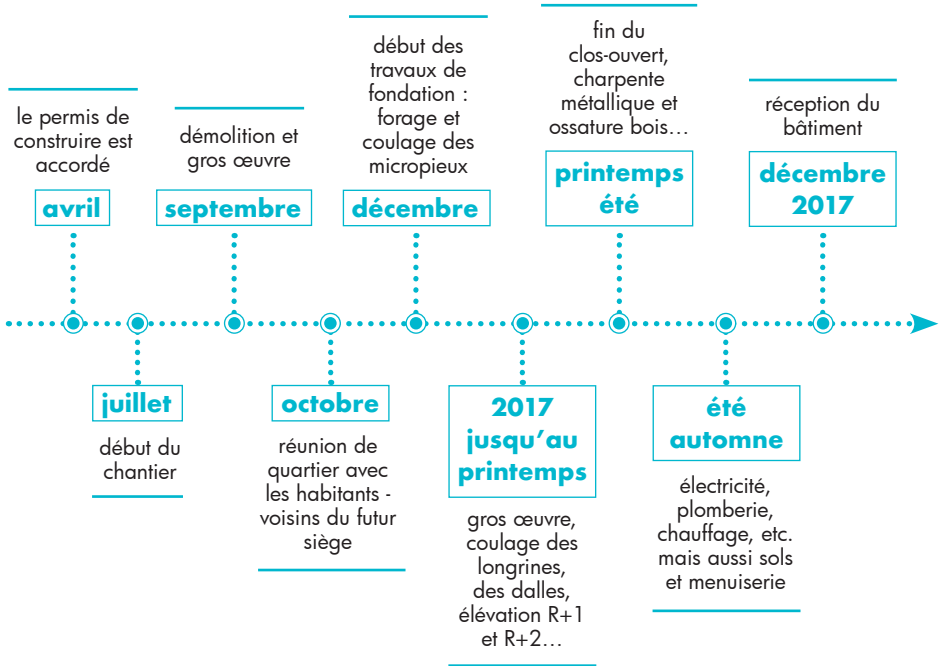 le permis de
construire est
accordé
avril
juillet
début du
chantier
démolition et
gros œuvre
septembre
octobre
réunion de
quartier avec
les habitants -
voisins du futur
siège
début des
travaux de
fondation :
forage et
coulage des
micropieux
décembre
2017
jusqu'au
printemps
gros œuvre,
coulage des
longrines,
des dalles,
élévation R+1
et R+2…
fin du
clos-ouvert,
charpente
métallique et
ossature bois…
printemps
été
été
automne
électricité,
plomberie,
chauffage, etc.
mais aussi sols
et menuiserie
réception du
bâtiment
décembre
2017